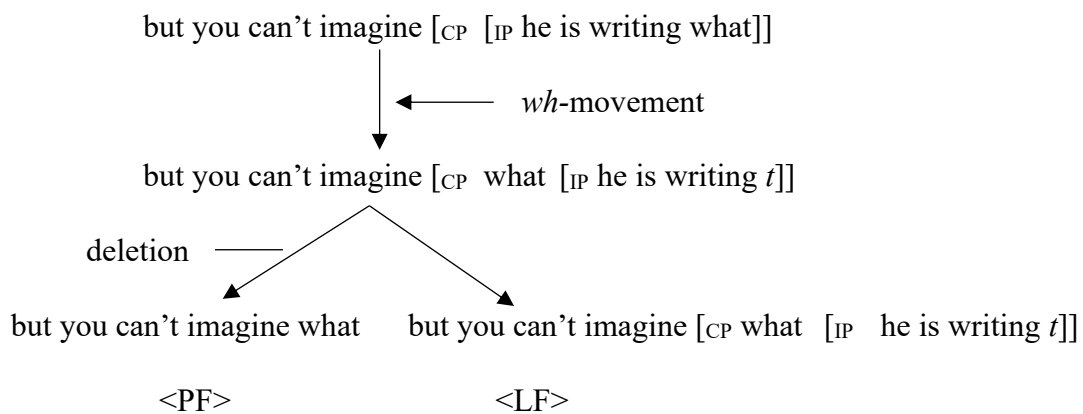 but you can’t imagine [CP [IP he is writing what]]
wh-movement
but you can’t imagine [CP what [IP he is writing t]]
deletion
but you can’t imagine what but you can’t imagine [CP what [IP he is writing t]]
<PF> <LF>